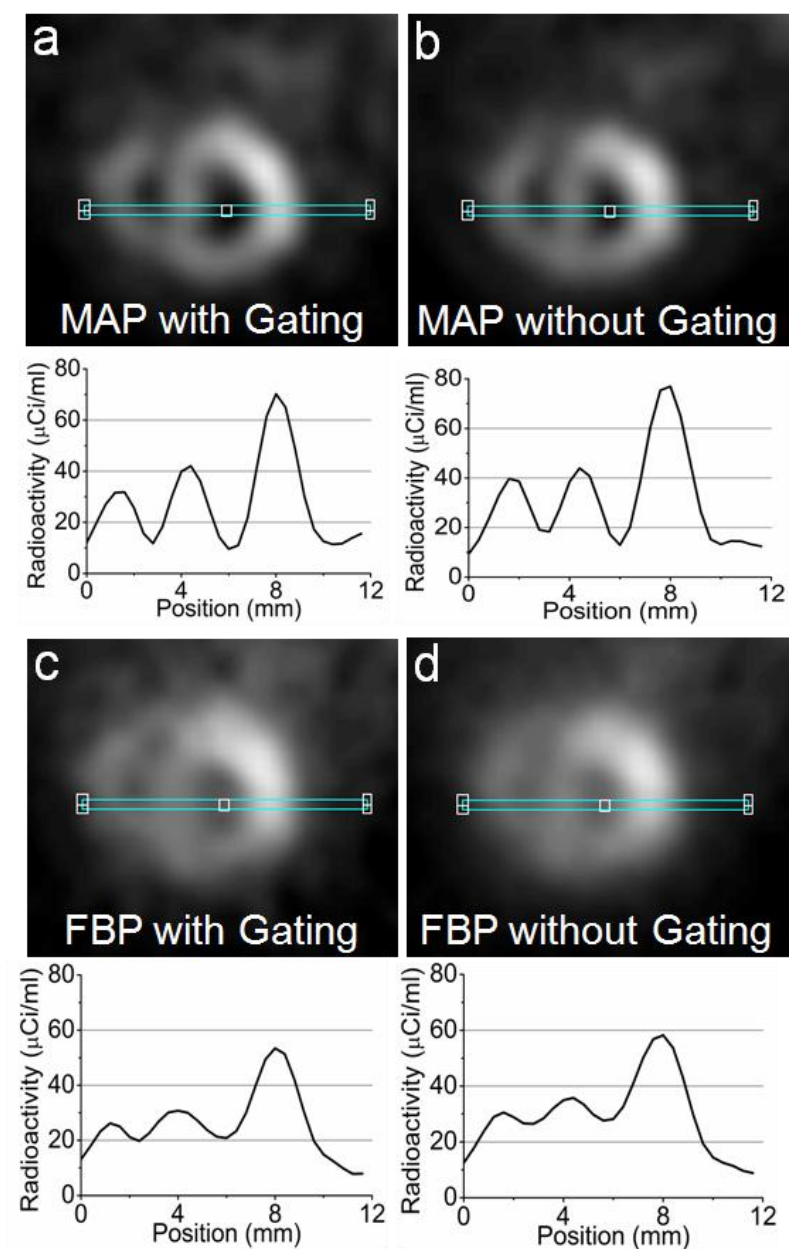 a
MAP with Gating
b
MAP without Gating
Radioactivity (μCi/ml)
80
60
40
20
0
0 4 8 12
Position (mm)
Radioactivity (μCi/ml)
80
60
40
20
0
0 4 8 12
Position (mm)
c
FBP with Gating
d
FBP without Gating
Radioactivity (μCi/ml)
80
60
40
20
0
0 4 8 12
Position (mm)
Radioactivity (μCi/ml)
80
60
40
20
0
0 4 8 12
Position (mm)